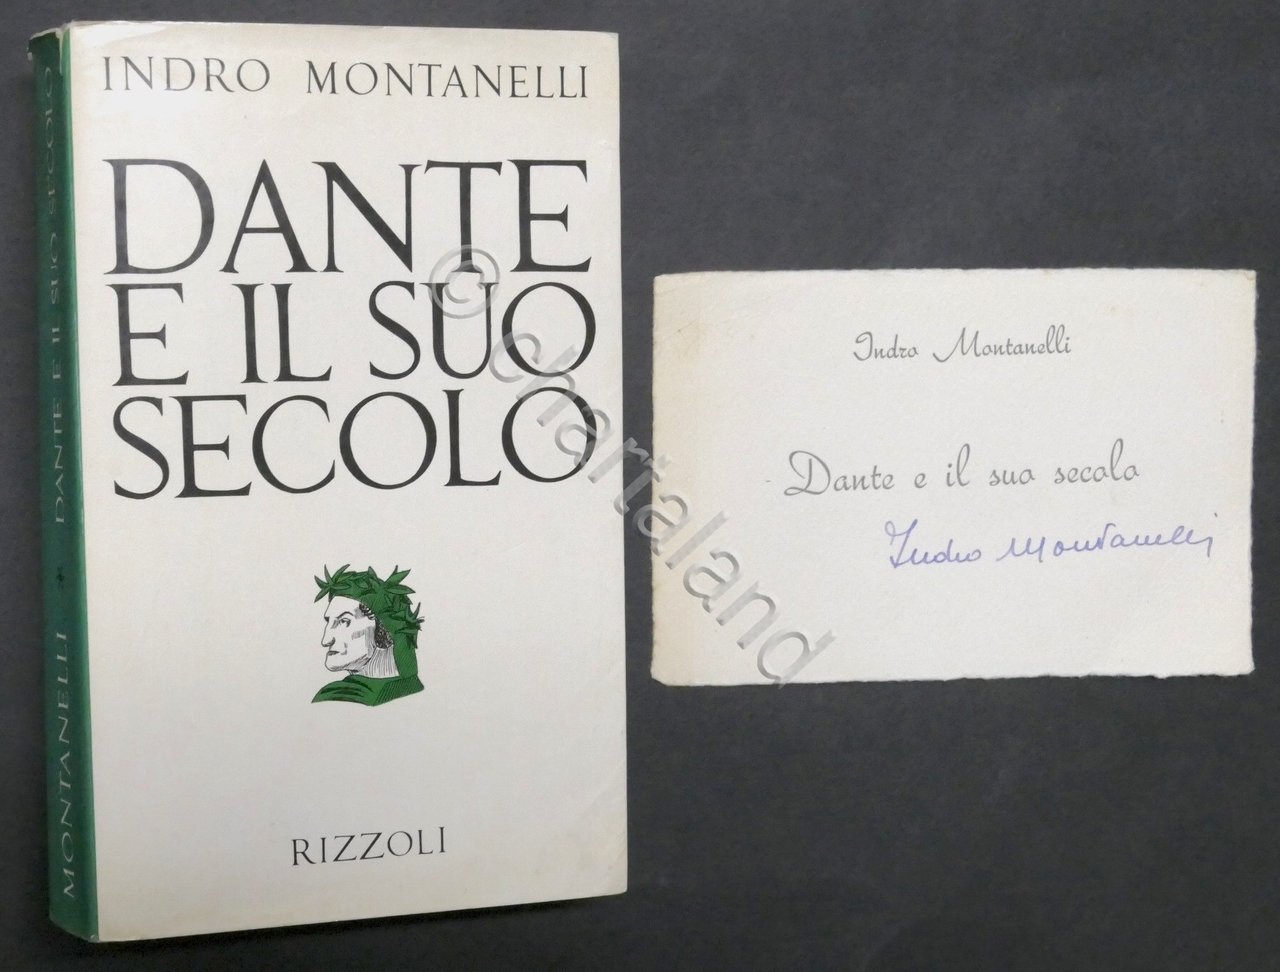 INDRO MONTANELLI
DANTE
E IL SUO
SECOLO
RIZZOLI
MONTANELLI * DANTE E IL SUO SECOLO
Indro Montanelli
Dante e il suo secolo
Indro Montanelli
© chartaland